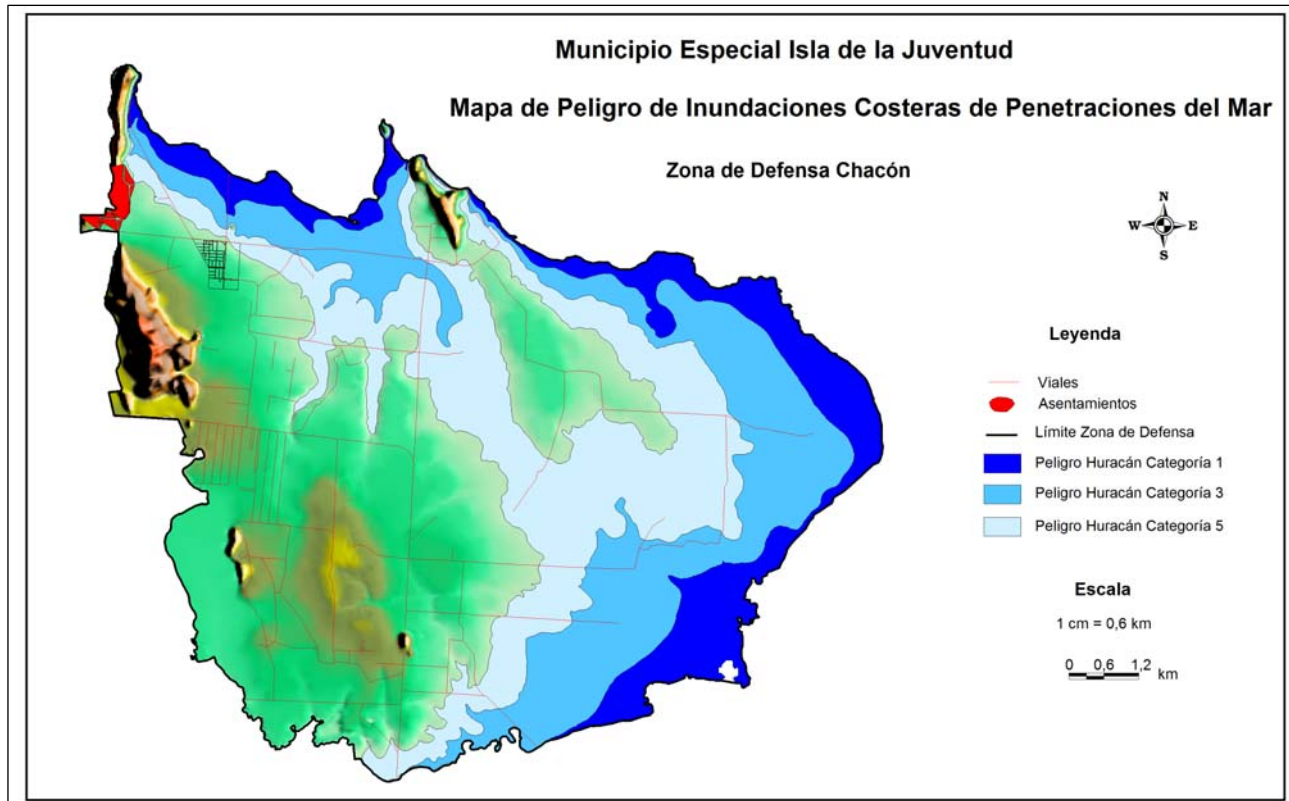 Municipio Especial Isla de la Juventud
Mapa de Peligro de Inundaciones Costeras de Penetraciones del Mar
Zona de Defensa Chacón
N
W E
S
Leyenda
Viales
Asentamientos
Límite Zona de Defensa
Peligro Huracán Categoría 1
Peligro Huracán Categoría 3
Peligro Huracán Categoría 5
Escala
1 cm = 0,6 km
0 0,6 1,2 km